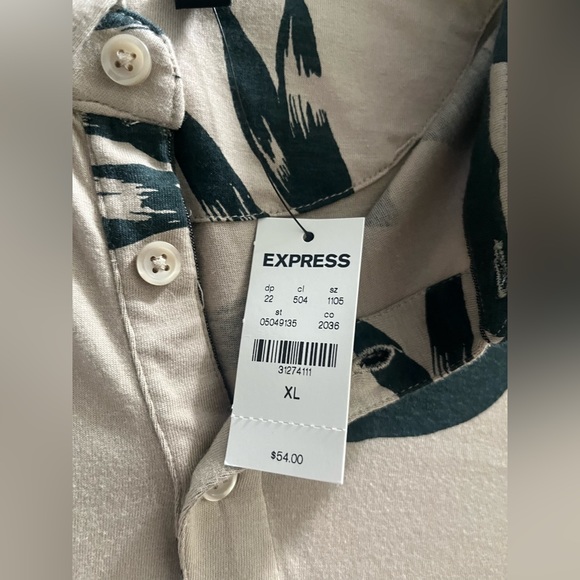 EXPRESS
dp cl sz
22 504 1105
st co
05049135 2036
31274111
XL
$54.00